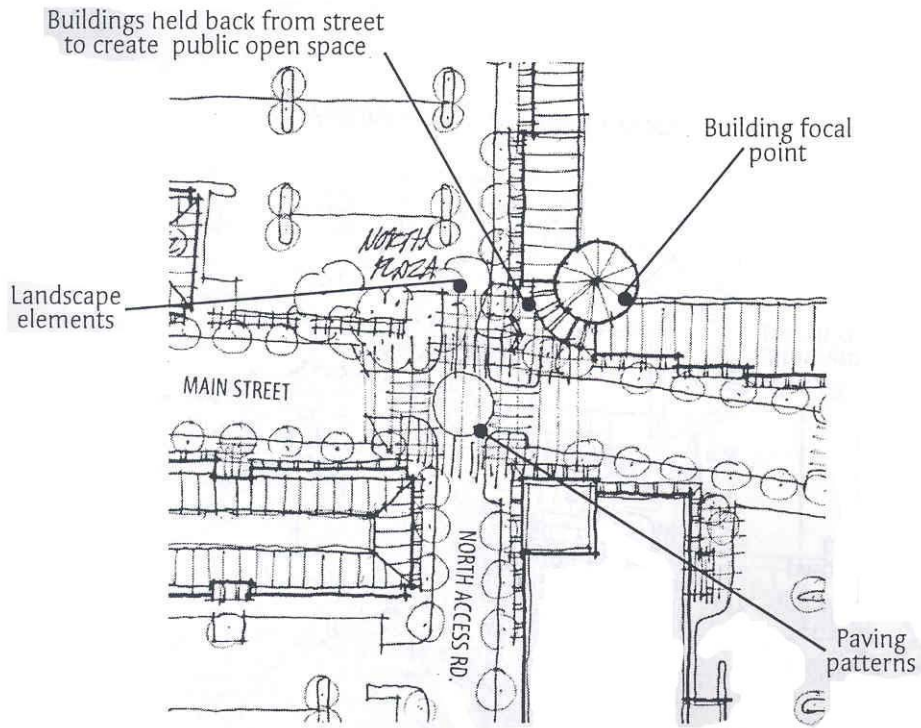 Buildings held back from street
to create public open space
Building focal
point
NORTH
PLAZA
Landscape
elements
MAIN STREET
NORTH ACCESS RD.
Paving
patterns